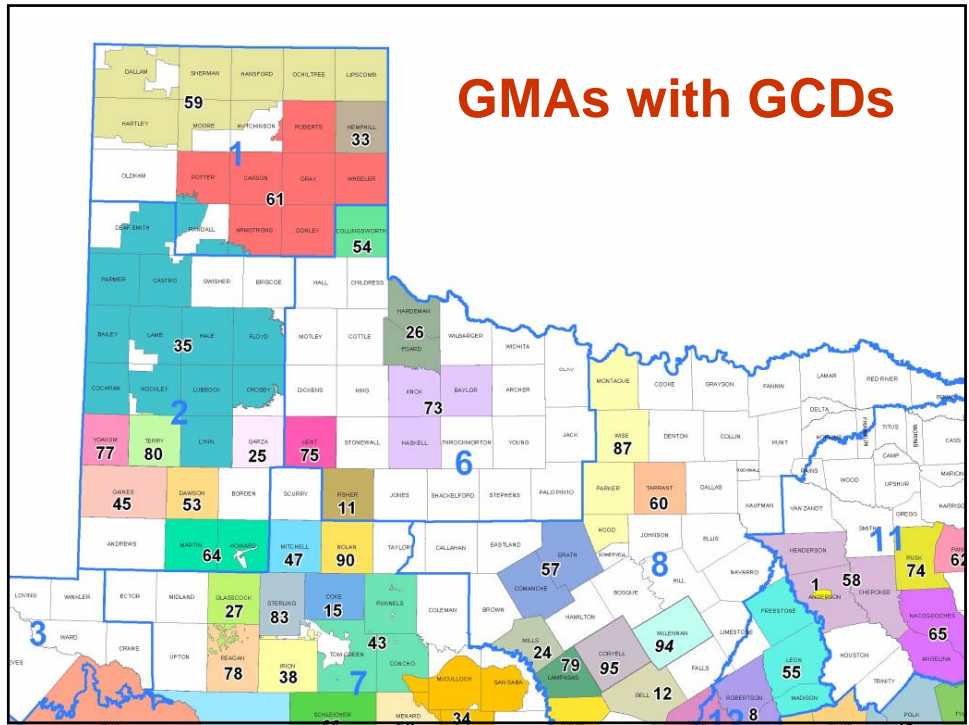 GMAs with GCDs
DALLAM SHERMAN HANSFORD OCHILTREE LIPSCOMB
59
HARTLEY MOORE HUTCHINSON ROBERTS HEMPHILL
33
1
OLDHAM POTTER CARSON GRAY WHEELER
61
DEAF SMITH RANDALL ARMSTRONG DONLEY COLLINGSWORTH
54
PARMER CASTRO SWISHER BRISCOE HALL CHILDRESS
HARDEMAN
26
BAILEY LAMB HALE FLOYD MOTLEY COTTLE FOARD WILBARGER WICHITA
35
CLAY MONTAGUE COOKE GRAYSON FANNIN LAMAR RED RIVER
COCHRAN HOCKLEY LUBBOCK CROSBY DICKENS KING KNOX BAYLOR ARCHER
73
2
DELTA TITUS CASS
YOAKUM TERRY LYNN GARZA KENT STONEWALL HASKELL THROCKMORTON YOUNG JACK WISE DENTON COLLIN HUNT
77 80 25 75 6 87
CAMP
RAINS WOOD UPSHUR MARION
GAINES DAWSON BORDEN SCURRY FISHER JONES SHACKELFORD STEPHENS PALO PINTO PARKER TARRANT DALLAS KAUFMAN VAN ZANDT
45 53 11 60
GREGG HARRISO
SMITH
ANDREWS MARTIN HOWARD MITCHELL NOLAN TAYLOR CALLAHAN EASTLAND ERATH HOOD SOMERVELL JOHNSON ELLIS HENDERSON RUSK PAN
64 47 90 57 8 11 74 62
NAVARRO
LOVING WINKLER ECTOR MIDLAND GLASSCOCK STERLING COKE RUNNELS COLEMAN BROWN COMANCHE BOSQUE HILL FREESTONE ANDERSON CHEROKEE
27 83 15 1 58
3 WARD CRANE UPTON REAGAN IRION TOM GREEN CONCHO MILLS HAMILTON CORYELL MCLENNAN LIMESTONE LEON HOUSTON NACOGDOCHES
78 38 43 24 79 95 94 55 65
7
EVES
LAMPASAS BELL FALLS ANGELINA
12
TRINITY
MCCULLOCH SAN SABA ROBERTSON MADISON
34 8
12
SCHLEICHER MENARD POLK TY